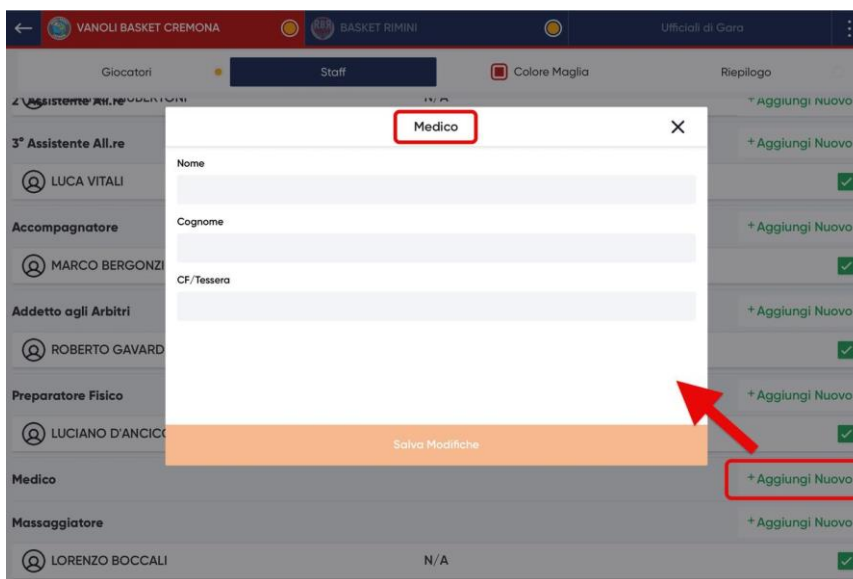 VANOLI BASKET CREMONA
RBR BASKET RIMINI
Ufficiali di Gara
Giocatori
Staff
Colore Maglia
Riepilogo
N/A
+ Aggiungi Nuovo
Medico
3° Assistente All.re
+ Aggiungi Nuovo
Nome
LUCA VITALI
Cognome
Accompagnatore
+ Aggiungi Nuovo
MARCO BERGONZI
CF/Tessera
Addetto agli Arbitri
+ Aggiungi Nuovo
ROBERTO GAVARD
Preparatore Fisico
+ Aggiungi Nuovo
LUCIANO D'ANCICC
Salva Modifiche
Medico
+ Aggiungi Nuovo
Massaggiatore
+ Aggiungi Nuovo
LORENZO BOCCALI
N/A